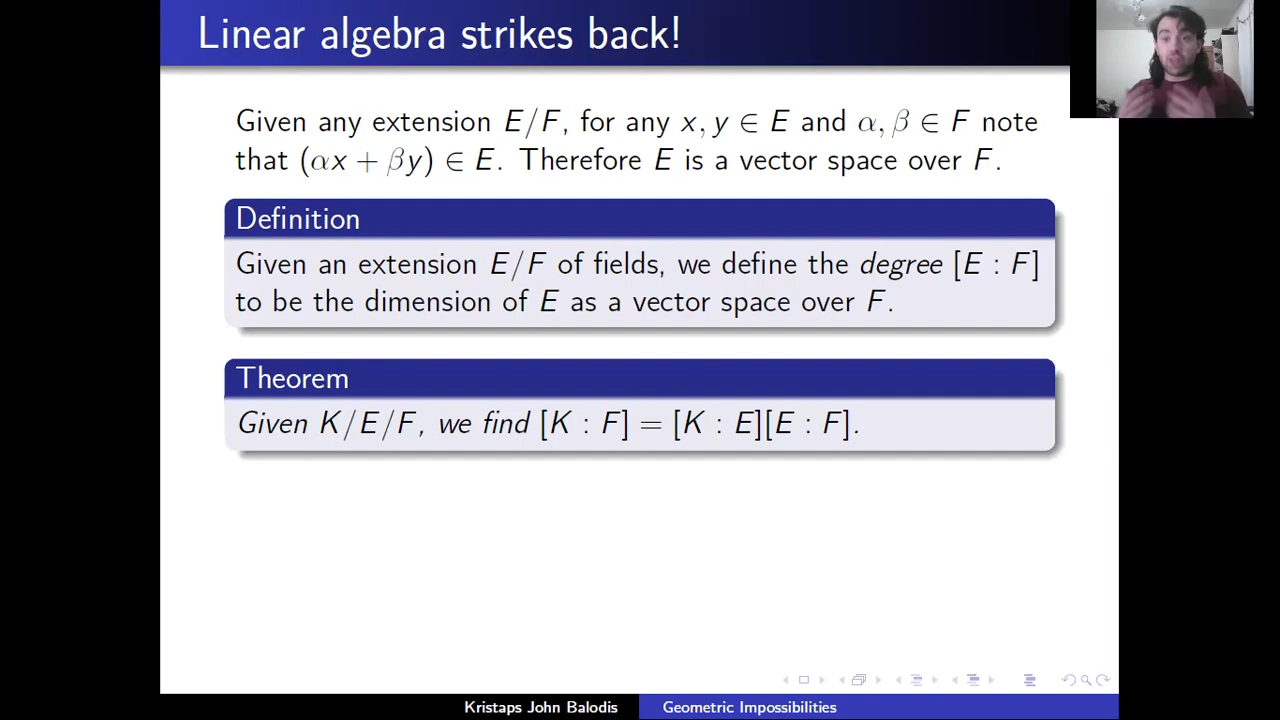 Linear algebra strikes back!
Given any extension E/F, for any x, y ∈ E and α, β ∈ F note
that (αx + βy) ∈ E. Therefore E is a vector space over F.
Definition
Given an extension E/F of fields, we define the degree [E : F]
to be the dimension of E as a vector space over F.
Theorem
Given K/E/F, we find [K : F] = [K : E][E : F].
Kristaps John Balodis
Geometric Impossibilities